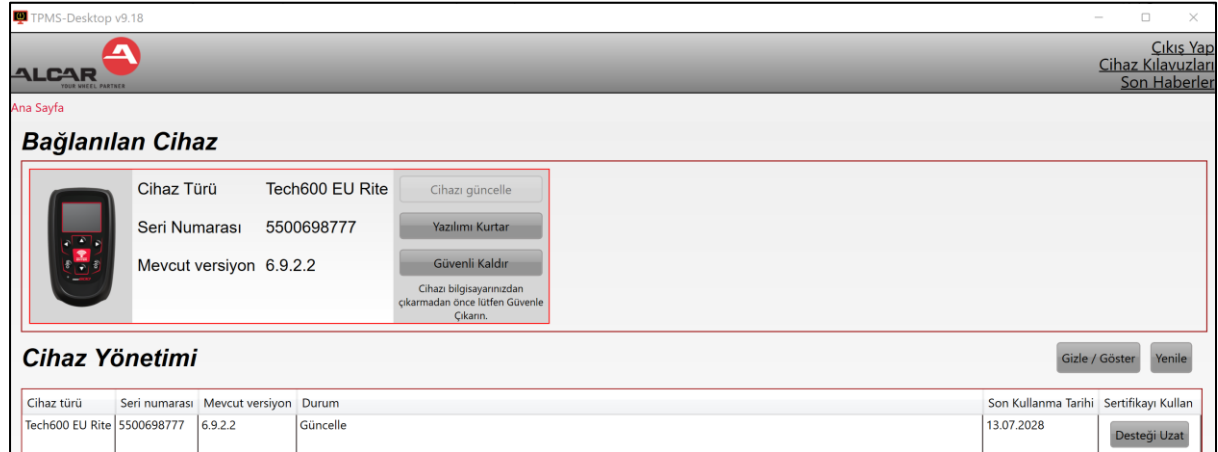 TPMS-Desktop v9.18
ALCAR
YOUR WHEEL PARTNER
Çıkış Yap
Cihaz Kılavuzları
Son Haberler
Ana Sayfa
Bağlanılan Cihaz
Cihaz Türü Tech600 EU Rite
Cihazı güncelle
Seri Numarası 5500698777
Yazılımı Kurtar
Mevcut versiyon 6.9.2.2
Güvenli Kaldır
Cihazı bilgisayarınızdan
çıkarmadan önce lütfen Güvenle
Çıkarın.
Cihaz Yönetimi
Gizle / Göster Yenile
Cihaz türü Seri numarası Mevcut versiyon Durum Son Kullanma Tarihi Sertifikayı Kullan
Tech600 EU Rite 5500698777 6.9.2.2 Güncelle 13.07.2028 Desteği Uzat